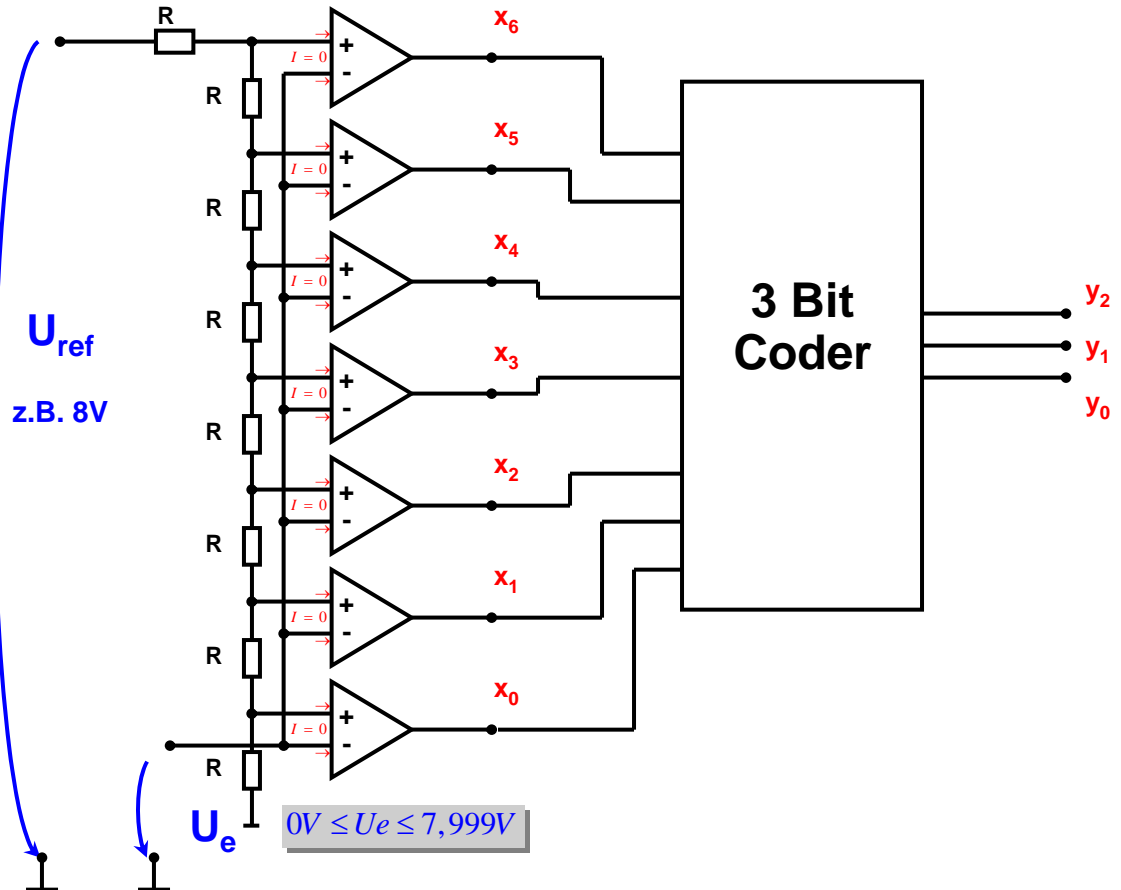 R
x6
I = 0
R
x5
I = 0
R
x4
I = 0
R
Uref
z.B. 8V
x3
I = 0
R
x2
I = 0
R
x1
I = 0
R
x0
I = 0
R
Ue
0V ≤ Ue ≤ 7,999V
+
-
+
-
+
-
+
-
+
-
+
-
+
-
3 Bit
Coder
y2
y1
y0